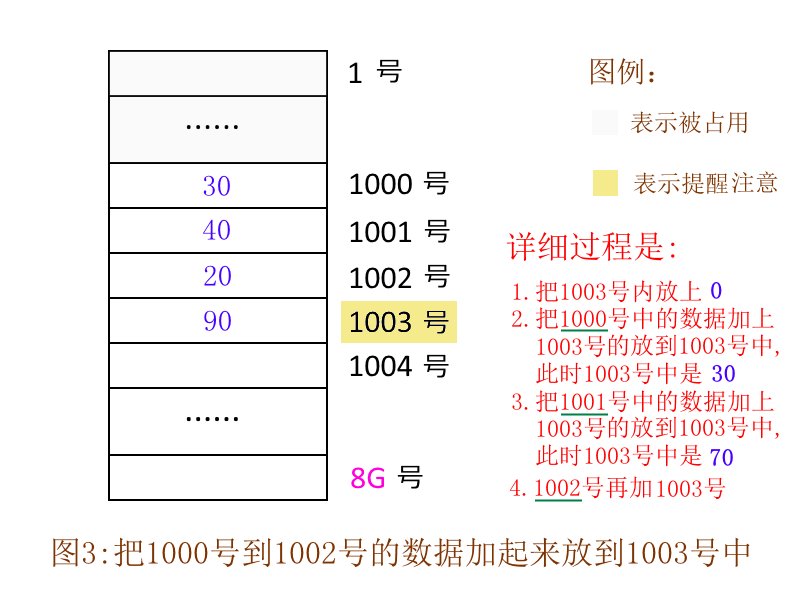 1 号
图例：
······
表示被占用
30
1000 号
表示提醒注意
40
1001 号
20
1002 号
90
1003 号
1004 号
······
8G 号
详细过程是:
1.把1003号内放上 0
2.把1000号中的数据加上
1003号的放到1003号中,
此时1003号中是 30
3.把1001号中的数据加上
1003号的放到1003号中,
此时1003号中是 70
4.1002号再加1003号
图3:把1000号到1002号的数据加起来放到1003号中